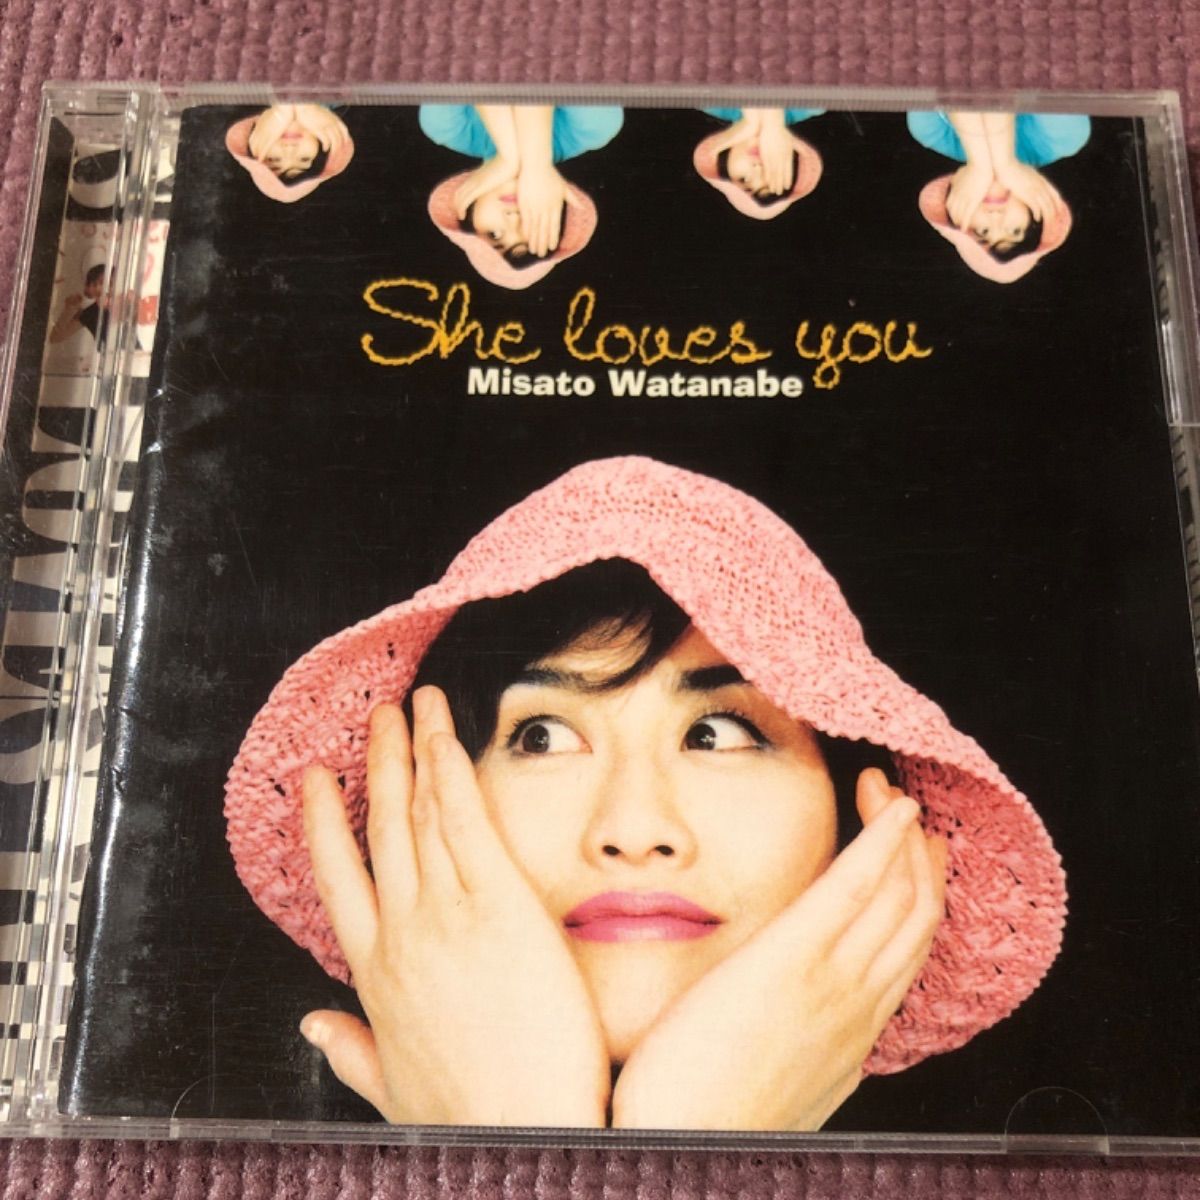 She loves you
Misato Watanabe